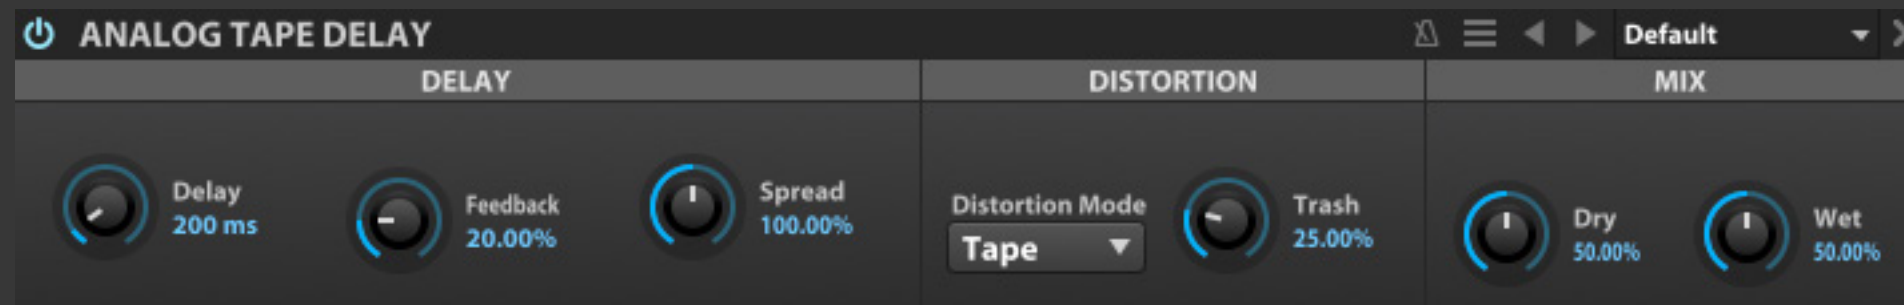 ANALOG TAPE DELAY
Default
DELAY
DISTORTION
MIX
Delay
200 ms
Feedback
20.00%
Spread
100.00%
Distortion Mode
Tape
Trash
25.00%
Dry
50.00%
Wet
50.00%